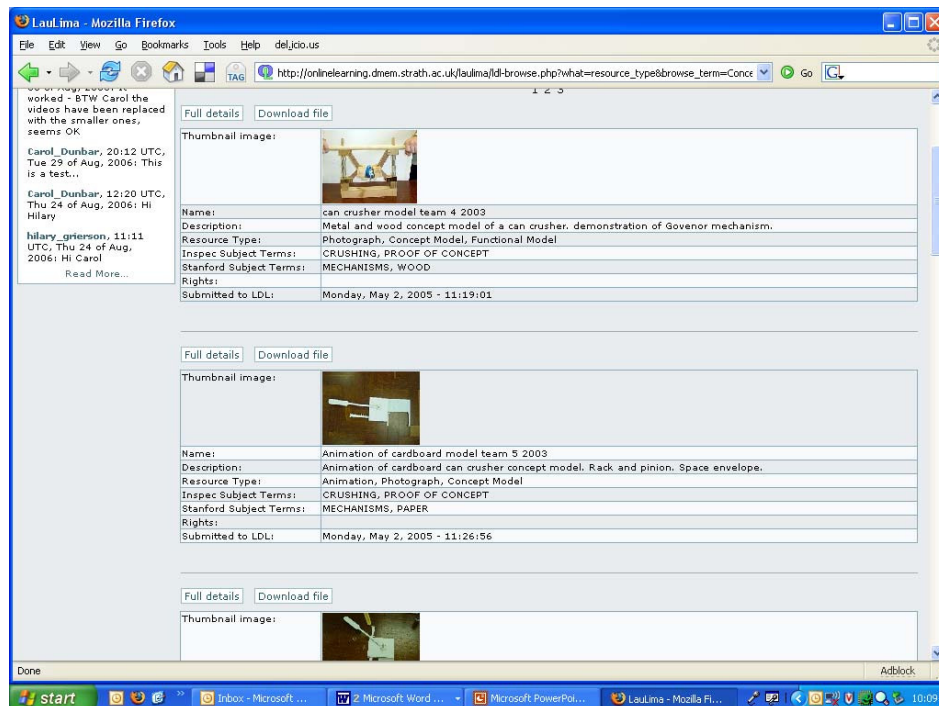 LauLima - Mozilla Firefox
File Edit View Go Bookmarks Tools Help del.icio.us
TAG http://onlinelearning.dmem.strath.ac.uk/laulima/ldl-browse.php?what=resource_type&browse_term=Conce Go
1 2 3
worked - BTW Carol the
videos have been replaced
with the smaller ones,
seems OK
Carol_Dunbar, 20:12 UTC,
Tue 29 of Aug, 2006: This
is a test...
Carol_Dunbar, 12:20 UTC,
Thu 24 of Aug, 2006: Hi
Hilary
hilary_grierson, 11:11
UTC, Thu 24 of Aug,
2006: Hi Carol
Read More...
Full details Download file
Thumbnail image:
Name: can crusher model team 4 2003
Description: Metal and wood concept model of a can crusher. demonstration of Govenor mechanism.
Resource Type: Photograph, Concept Model, Functional Model
Inspec Subject Terms: CRUSHING, PROOF OF CONCEPT
Stanford Subject Terms: MECHANISMS, WOOD
Rights:
Submitted to LDL: Monday, May 2, 2005 - 11:19:01
Full details Download file
Thumbnail image:
Name: Animation of cardboard model team 5 2003
Description: Animation of cardboard can crusher concept model. Rack and pinion. Space envelope.
Resource Type: Animation, Photograph, Concept Model
Inspec Subject Terms: CRUSHING, PROOF OF CONCEPT
Stanford Subject Terms: MECHANISMS, PAPER
Rights:
Submitted to LDL: Monday, May 2, 2005 - 11:26:56
Full details Download file
Thumbnail image:
Done Adblock
start Inbox - Microsoft ... 2 Microsoft Word ... Microsoft PowerPoi... LauLima - Mozilla Fi... 10:09